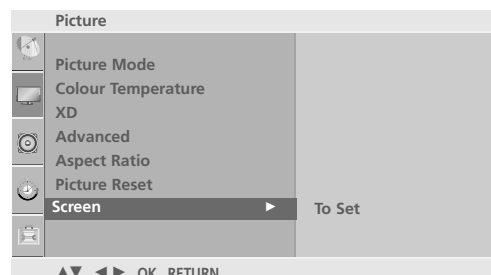 Picture
Picture Mode
Colour Temperature
XD
Advanced
Aspect Ratio
Picture Reset
Screen ► To Set
▲▼ ◄► OK RETURN